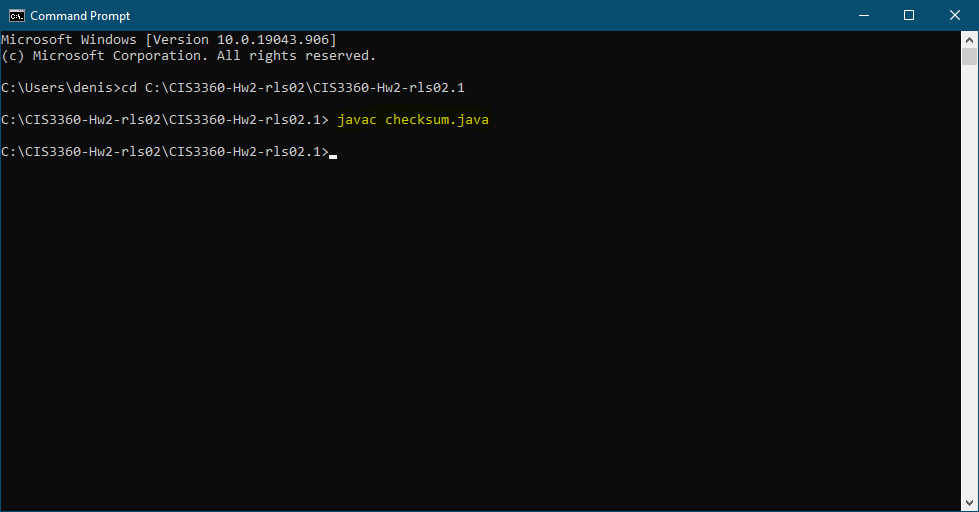 Command Prompt
Microsoft Windows [Version 10.0.19043.906]
(c) Microsoft Corporation. All rights reserved.
C:\Users\denis>cd C:\CIS3360-Hw2-rls02\CIS3360-Hw2-rls02.1
C:\CIS3360-Hw2-rls02\CIS3360-Hw2-rls02.1> javac checksum.java
C:\CIS3360-Hw2-rls02\CIS3360-Hw2-rls02.1>